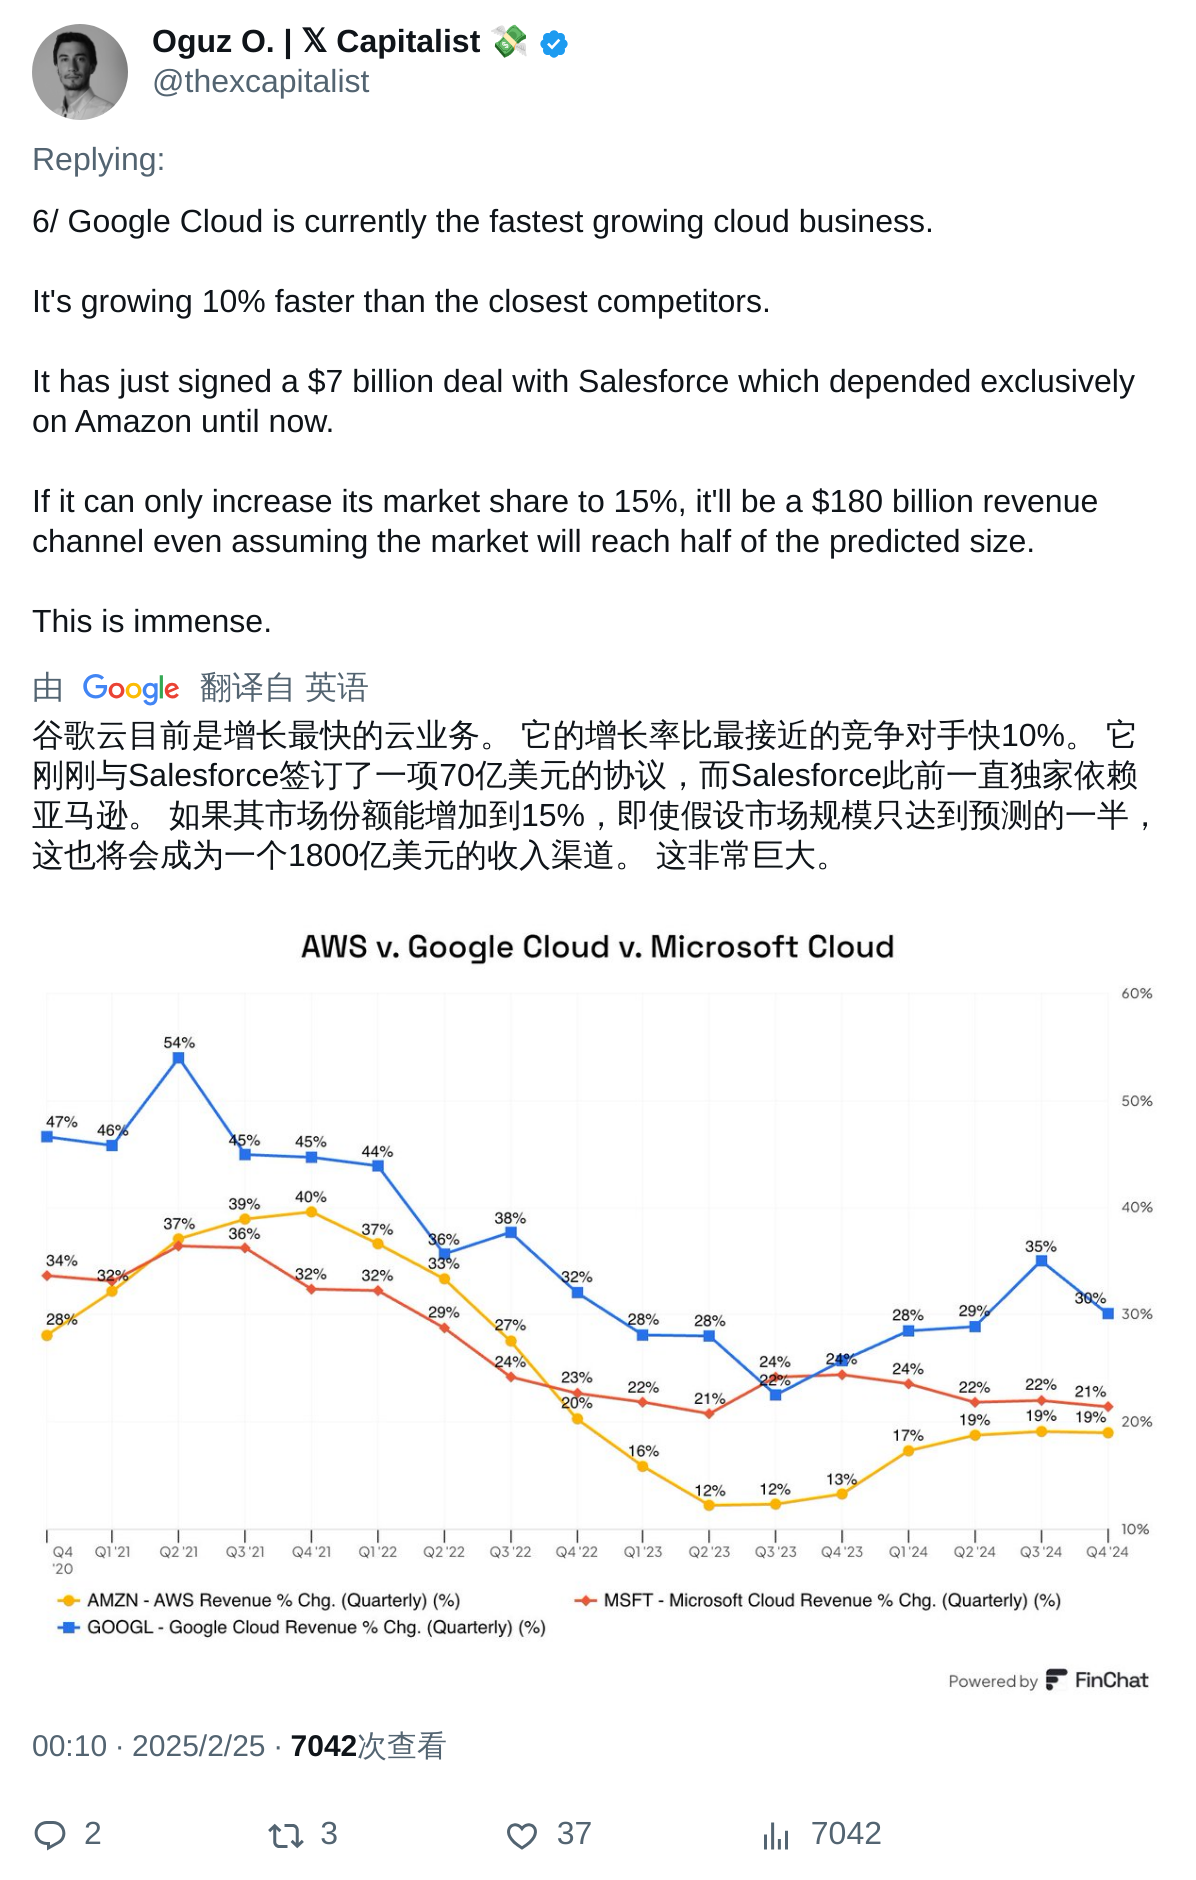 Oguz O. | 𝕏 Capitalist 💸
@thexcapitalist
Replying:
6/ Google Cloud is currently the fastest growing cloud business.
It's growing 10% faster than the closest competitors.
It has just signed a $7 billion deal with Salesforce which depended exclusively
on Amazon until now.
If it can only increase its market share to 15%, it'll be a $180 billion revenue
channel even assuming the market will reach half of the predicted size.
This is immense.
由 Google 翻译自 英语
谷歌云目前是增长最快的云业务。 它的增长率比最接近的竞争对手快10%。 它
刚刚与Salesforce签订了一项70亿美元的协议，而Salesforce此前一直独家依赖
亚马逊。 如果其市场份额能增加到15%，即使假设市场规模只达到预测的一半，
这也将会成为一个1800亿美元的收入渠道。 这非常巨大。
AWS v. Google Cloud v. Microsoft Cloud
60%
50%
40%
30%
20%
10%
47% 46% 54% 45% 45% 44% 36% 38% 32% 28% 28% 22% 24% 28% 29% 35% 30%
34% 32% 36% 32% 32% 29% 24% 23% 22% 21% 24% 24% 22% 22% 21%
28% 37% 39% 40% 37% 33% 27% 20% 16% 12% 12% 13% 17% 19% 19% 19%
Q4 '20 Q1 '21 Q2 '21 Q3 '21 Q4 '21 Q1 '22 Q2 '22 Q3 '22 Q4 '22 Q1 '23 Q2 '23 Q3 '23 Q4 '23 Q1 '24 Q2 '24 Q3 '24 Q4 '24
AMZN - AWS Revenue % Chg. (Quarterly) (%)
MSFT - Microsoft Cloud Revenue % Chg. (Quarterly) (%)
GOOGL - Google Cloud Revenue % Chg. (Quarterly) (%)
Powered by FinChat
00:10 · 2025/2/25 · 7042次查看
2 3 37 7042